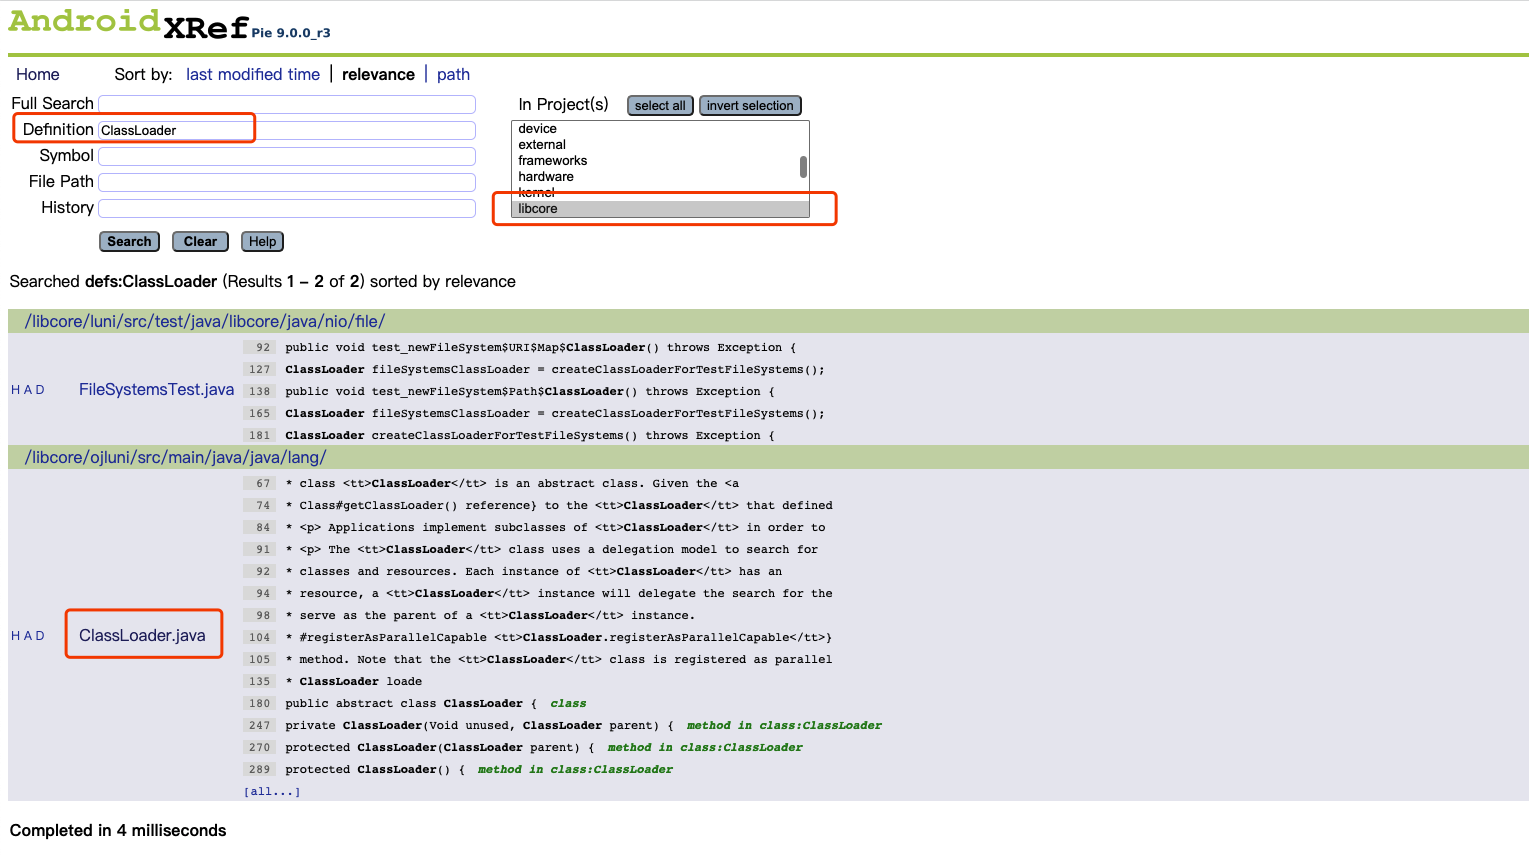 AndroidXRef Pie 9.0.0_r3
Home Sort by: last modified time | relevance | path
Full Search
Definition ClassLoader
Symbol
File Path
History
In Project(s) select all invert selection
device
external
frameworks
hardware
kernel
libcore
Search Clear Help
Searched defs:ClassLoader (Results 1 – 2 of 2) sorted by relevance
/libcore/luni/src/test/java/libcore/java/nio/file/
H A D FileSystemsTest.java
92 public void test_newFileSystem$URI$Map$ClassLoader() throws Exception {
127 ClassLoader fileSystemsClassLoader = createClassLoaderForTestFileSystems();
138 public void test_newFileSystem$Path$ClassLoader() throws Exception {
165 ClassLoader fileSystemsClassLoader = createClassLoaderForTestFileSystems();
181 ClassLoader createClassLoaderForTestFileSystems() throws Exception {
/libcore/ojluni/src/main/java/java/lang/
H A D ClassLoader.java
67 * class <tt>ClassLoader</tt> is an abstract class. Given the <a
74 * Class#getClassLoader() reference} to the <tt>ClassLoader</tt> that defined
84 * <p> Applications implement subclasses of <tt>ClassLoader</tt> in order to
91 * <p> The <tt>ClassLoader</tt> class uses a delegation model to search for
92 * classes and resources. Each instance of <tt>ClassLoader</tt> has an
94 * resource, a <tt>ClassLoader</tt> instance will delegate the search for the
98 * serve as the parent of a <tt>ClassLoader</tt> instance.
104 * #registerAsParallelCapable <tt>ClassLoader.registerAsParallelCapable</tt>}
105 * method. Note that the <tt>ClassLoader</tt> class is registered as parallel
135 * ClassLoader loade
180 public abstract class ClassLoader { class
247 private ClassLoader(Void unused, ClassLoader parent) { method in class:ClassLoader
270 protected ClassLoader(ClassLoader parent) { method in class:ClassLoader
289 protected ClassLoader() { method in class:ClassLoader
[all...]
Completed in 4 milliseconds